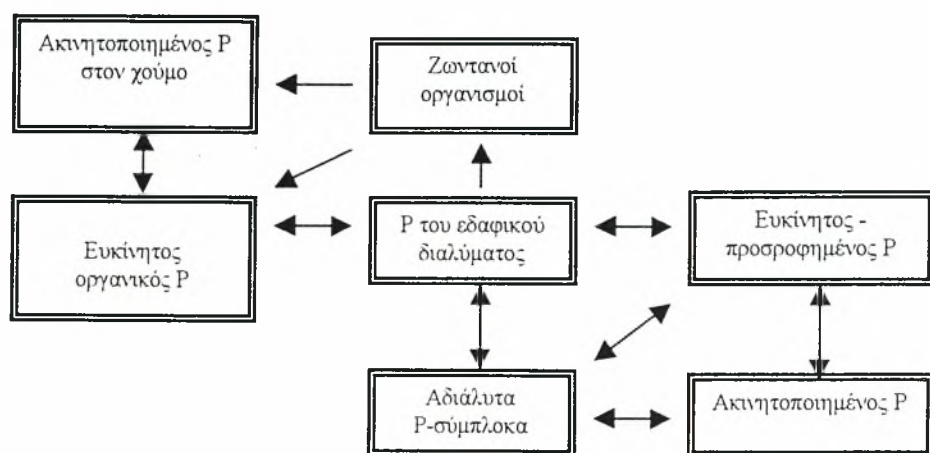 Ακινητοποιημένος P
στον χούμο
Ζωντανοί
οργανισμοί
Ευκίνητος
οργανικός P
P του εδαφικού
διαλύματος
Ευκίνητος -
προσροφημένος P
Αδιάλυτα
P-σύμπλοκα
Ακινητοποιημένος P